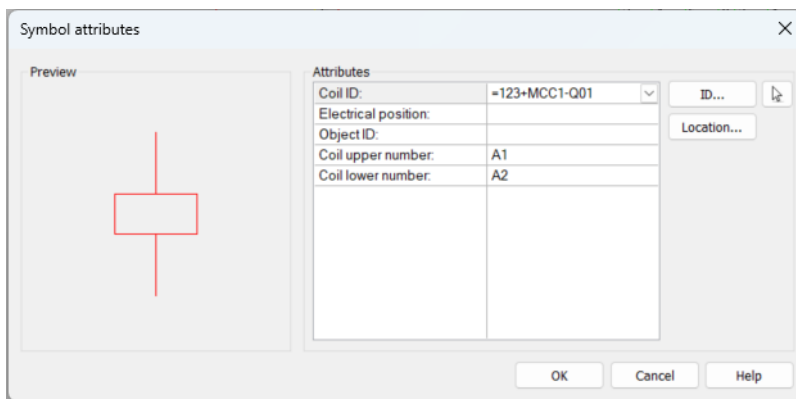 Symbol attributes
Preview
Attributes
Coil ID: =123+MCC1-Q01
Electrical position:
Object ID:
Coil upper number: A1
Coil lower number: A2
ID...
Location...
OK Cancel Help